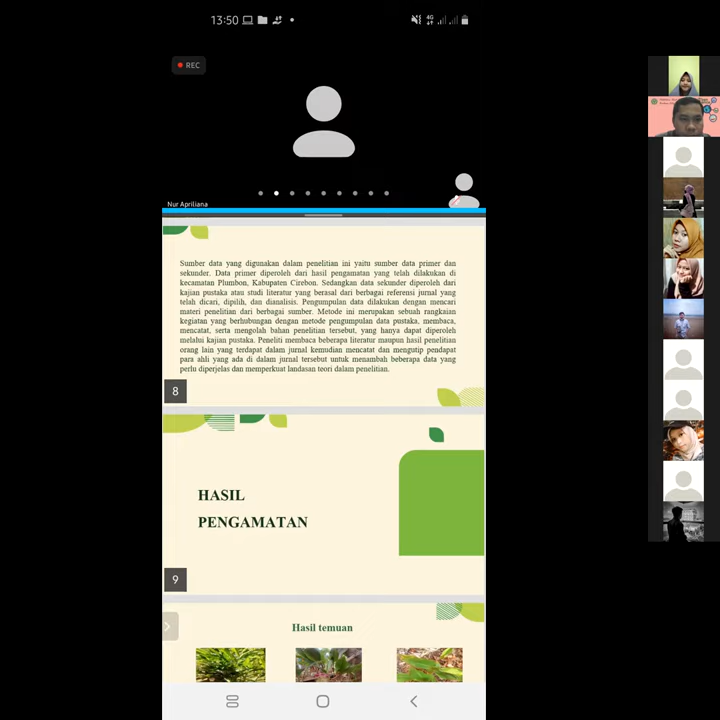 13:50
4G
REC
Nur Apriliana
Sumber data yang digunakan dalam penelitian ini yaitu sumber data primer dan
sekunder. Data primer diperoleh dari hasil pengamatan yang telah dilakukan di
kecamatan Plumbon, Kabupaten Cirebon. Sedangkan data sekunder diperoleh dari
kajian pustaka atau studi literatur yang berasal dari berbagai referensi jurnal yang
telah dicari, dipilih, dan dianalisis. Pengumpulan data dilakukan dengan mencari
materi penelitian dari berbagai sumber. Metode ini merupakan sebuah rangkaian
kegiatan yang berhubungan dengan metode pengumpulan data pustaka, membaca,
mencatat, serta mengolah bahan penelitian tersebut, yang hanya dapat diperoleh
melalui kajian pustaka. Peneliti membaca beberapa literatur maupun hasil penelitian
orang lain yang terdapat dalam jurnal kemudian mencatat dan mengutip pendapat
para ahli yang ada di dalam jurnal tersebut untuk menambah beberapa data yang
perlu diperjelas dan memperkuat landasan teori dalam penelitian.
8
HASIL
PENGAMATAN
9
Hasil temuan